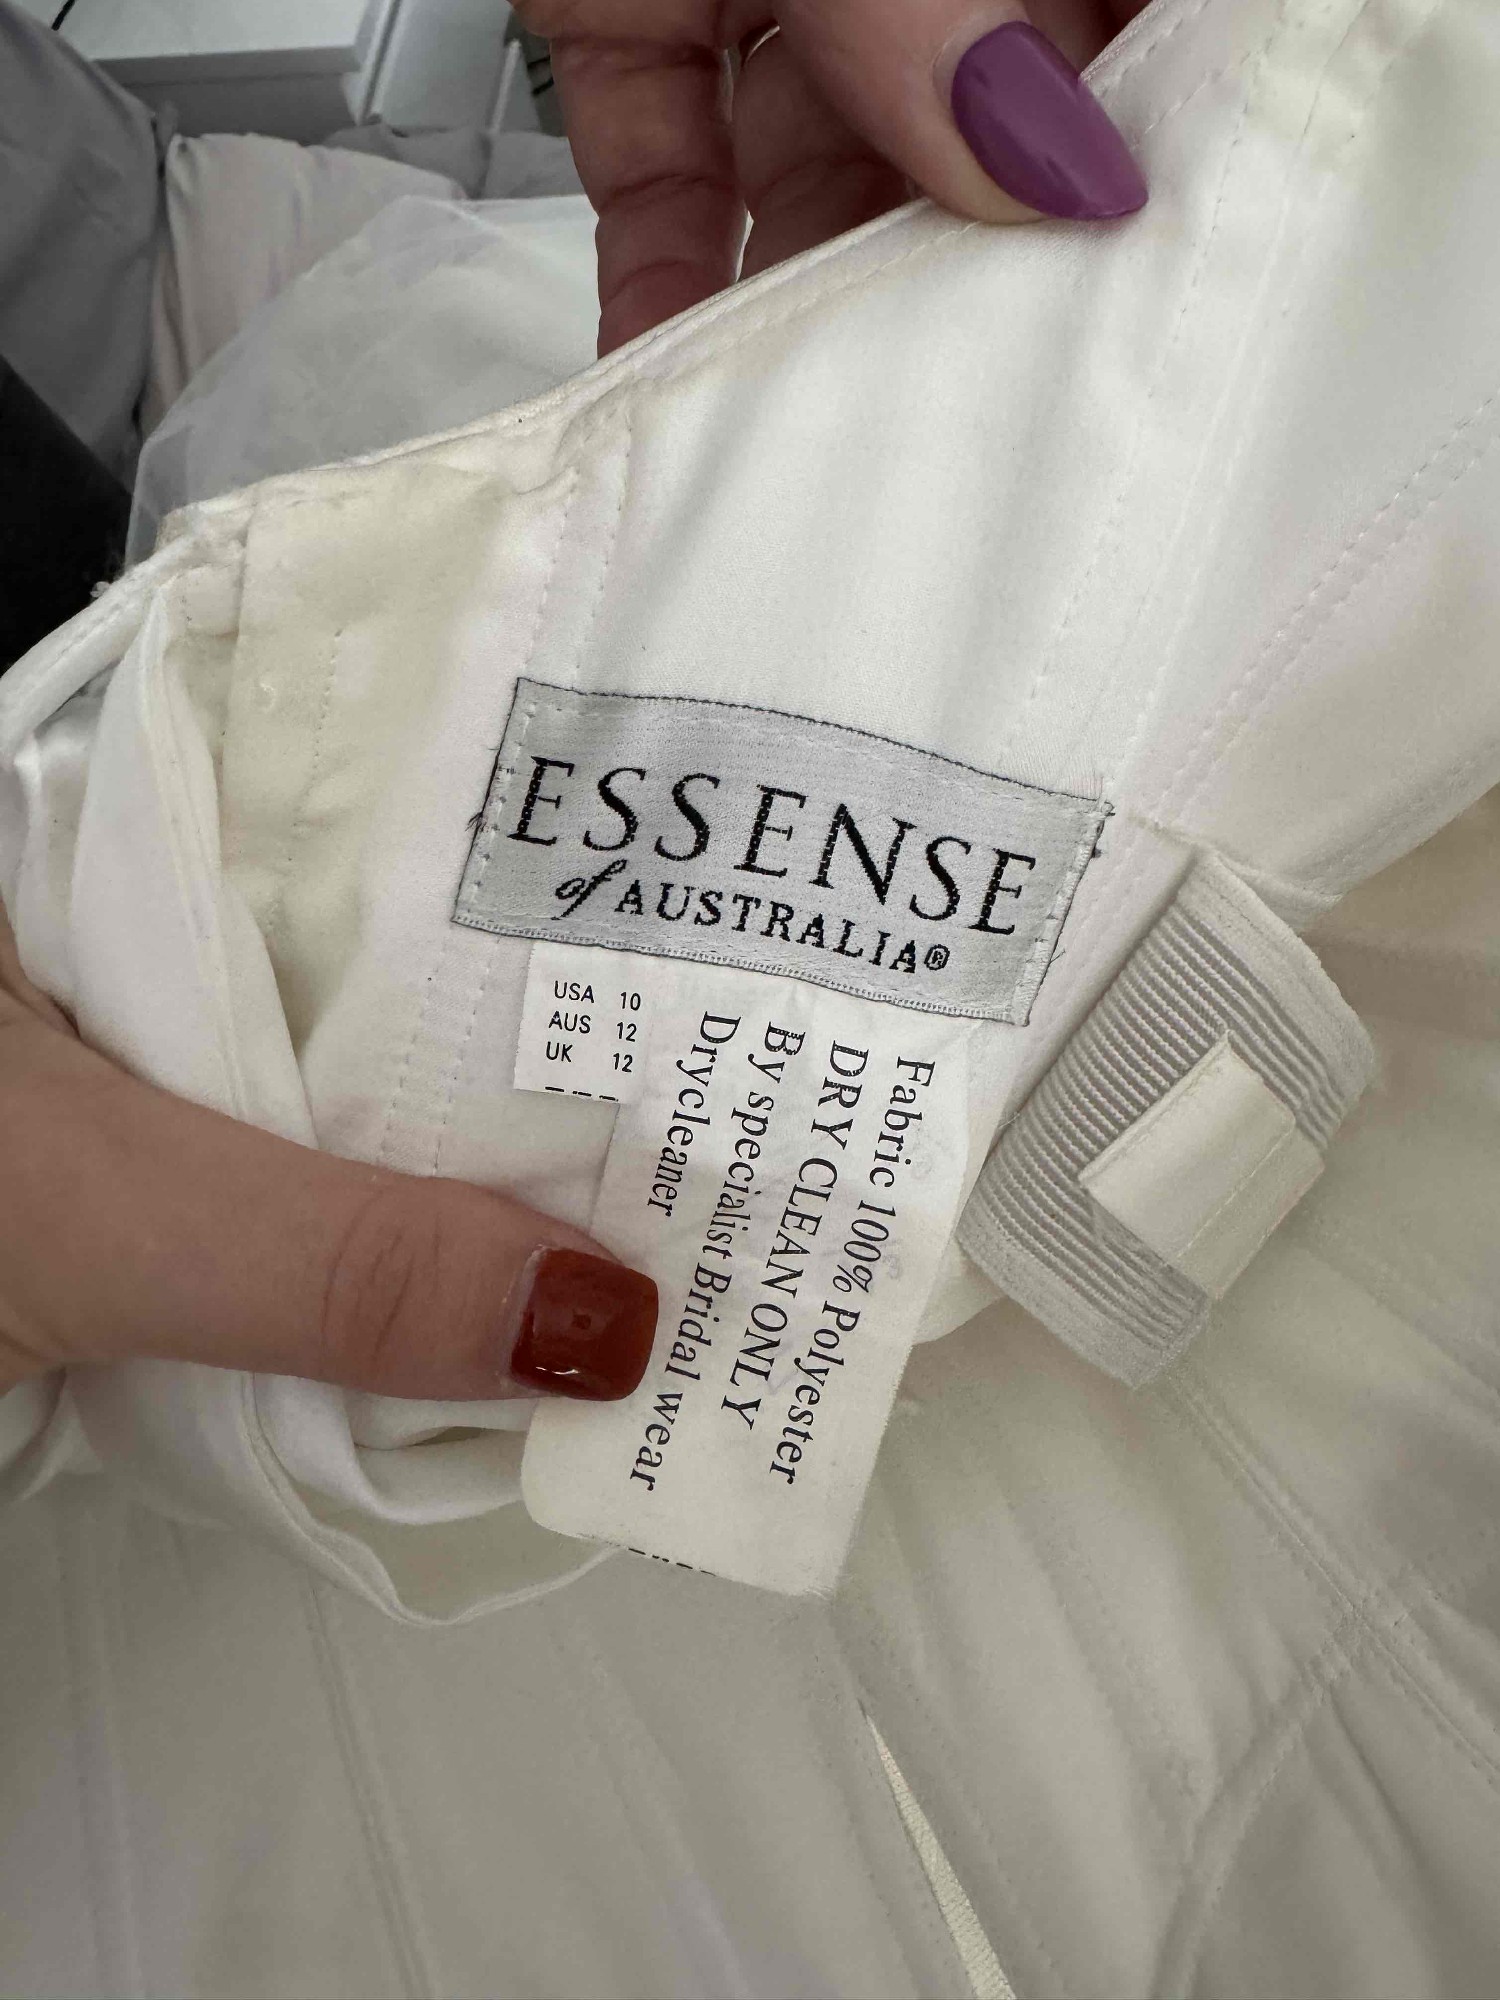 ESSENSE
of AUSTRALIA®
USA 10
AUS 12
UK 12
Fabric 100% Polyester
DRY CLEAN ONLY
By specialist Bridal wear
Drycleaner